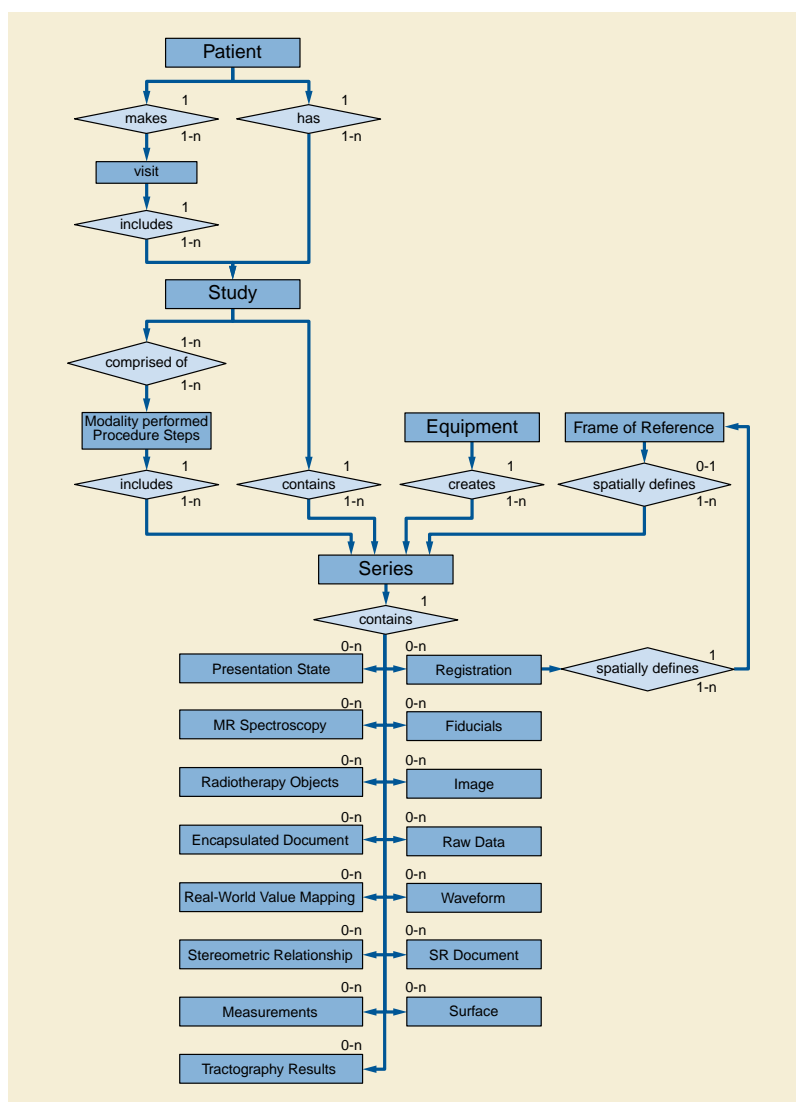 Patient
1
1
makes
has
1-n
1-n
visit
1
includes
1-n
Study
1-n
comprised of
1-n
Modality performed
Procedure Steps
Equipment
Frame of Reference
1
1
1
0-1
includes
contains
creates
spatially defines
1-n
1-n
1-n
1-n
Series
1
contains
0-n
0-n
1
Presentation State
Registration
spatially defines
1-n
0-n
0-n
MR Spectroscopy
Fiducials
0-n
0-n
Radiotherapy Objects
Image
0-n
0-n
Encapsulated Document
Raw Data
0-n
0-n
Real-World Value Mapping
Waveform
0-n
0-n
Stereometric Relationship
SR Document
0-n
0-n
Measurements
Surface
0-n
Tractography Results